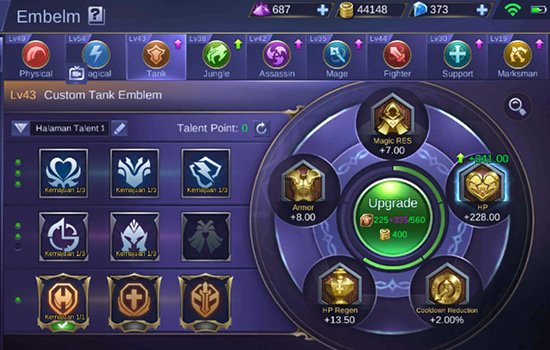 Embelm ?
687 +
44148
373 +
Lv49 Lv54 Lv43 Lv38 Lv42 Lv35 Lv44 Lv30 Lv19
Physical agical Tank Jungle Assassin Mage Fighter Support Marksman
Lv43 Custom Tank Emblem
Halaman Talent 1 Talent Point: 0
Kemajuan 1/3 Kemajuan 1/3 Kemajuan 1/3
Kemajuan 1/3 Kemajuan 1/3
Kemajuan 1/1
Magic RES
+7.00
Armor
+8.00
+241.00
HP
+228.00
Upgrade
225+335/560
400
HP Regen
+13.50
Cooldown Reduction
+2.00%